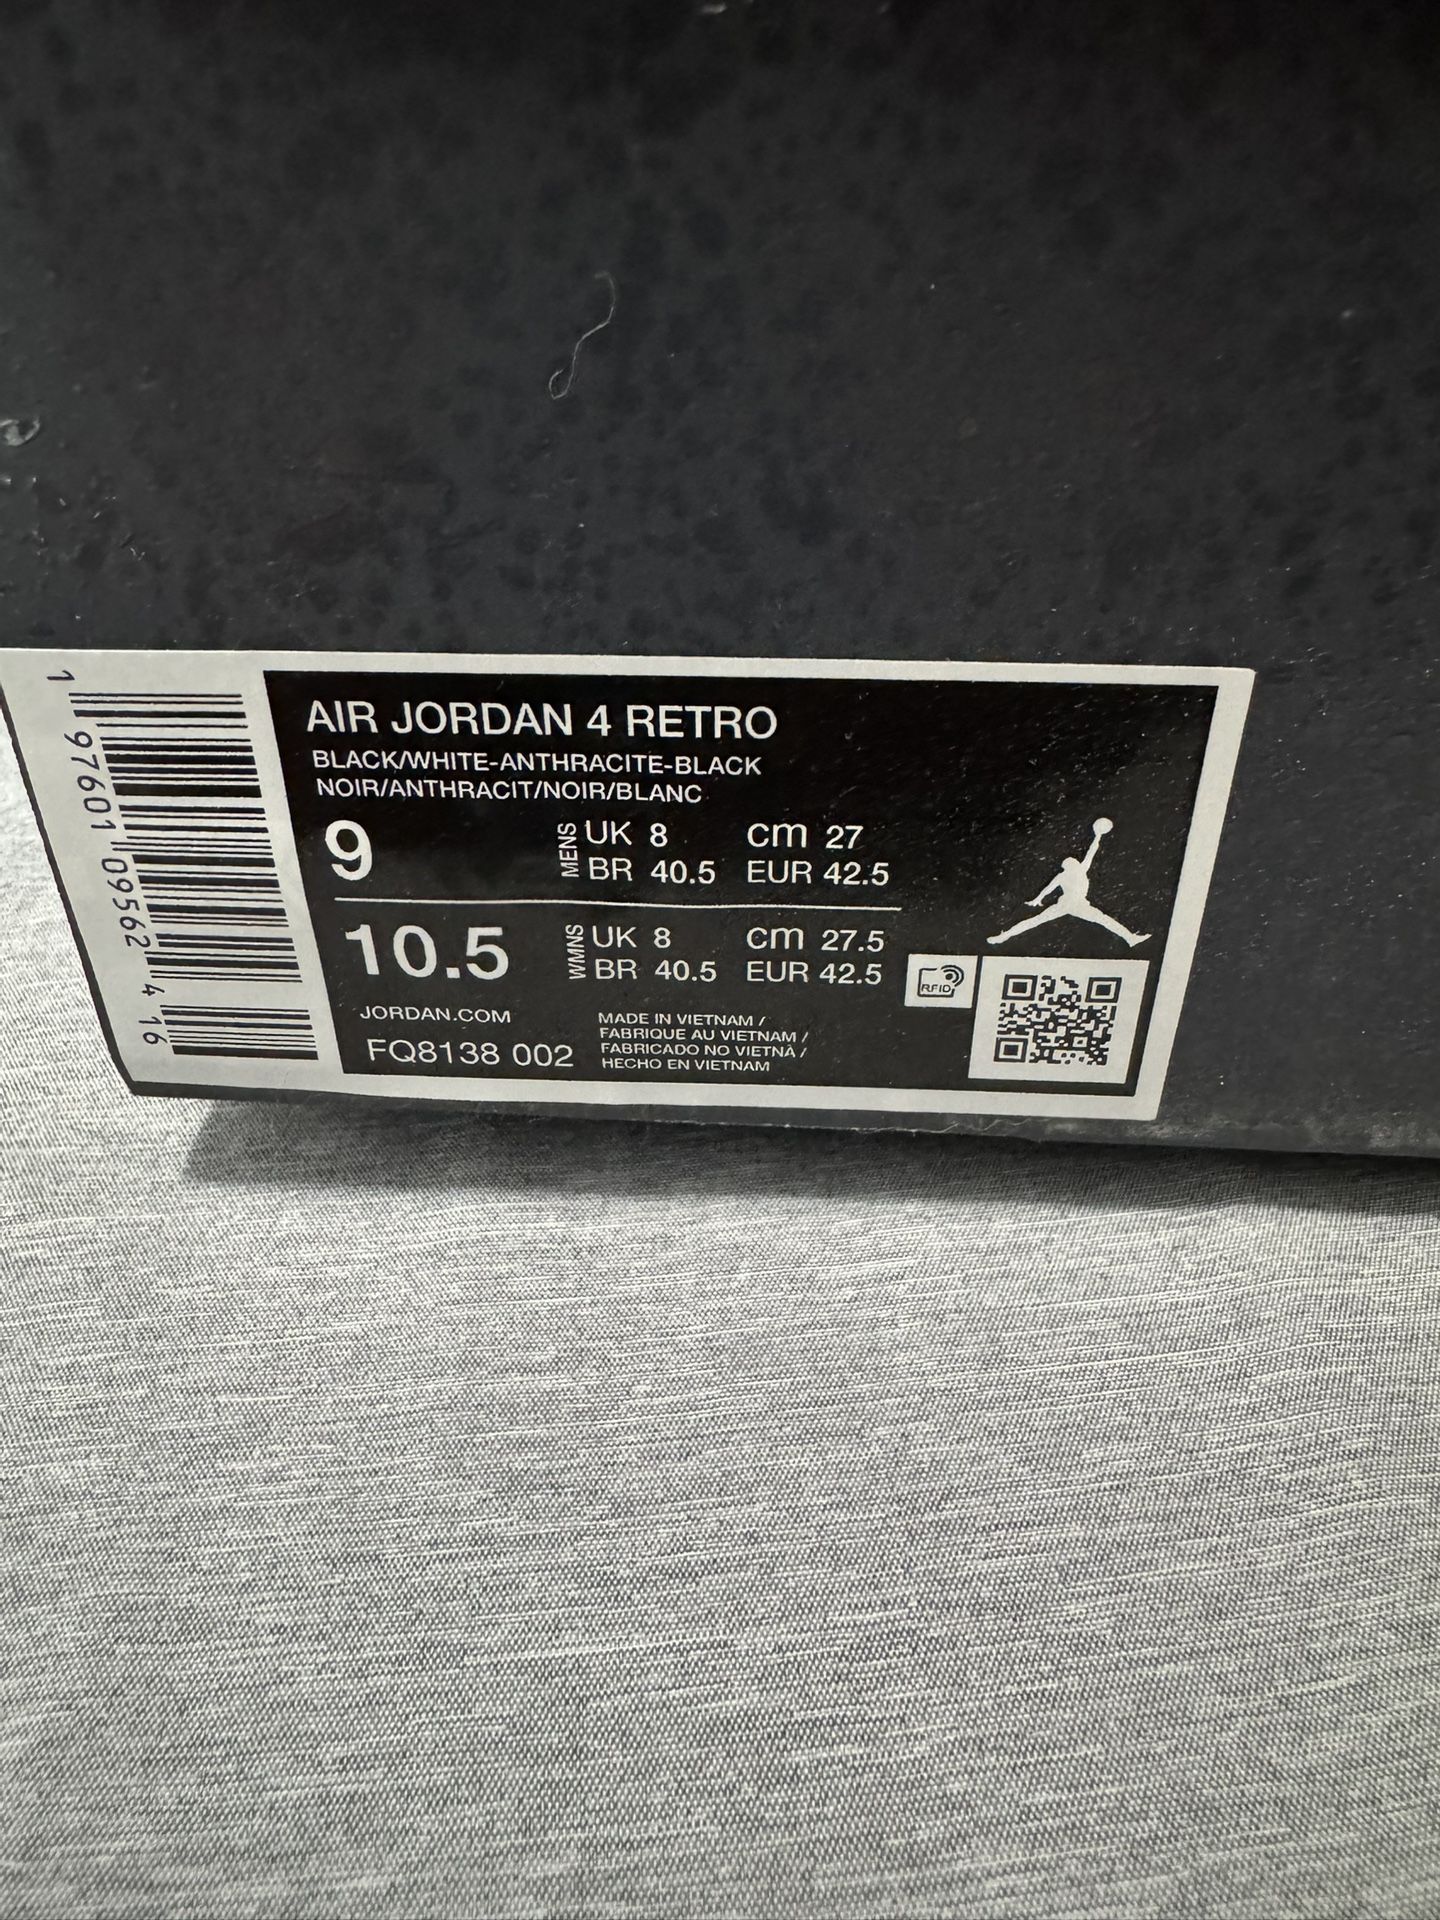 AIR JORDAN 4 RETRO
BLACK/WHITE-ANTHRACITE-BLACK
NOIR/ANTHRACIT/NOIR/BLANC
9 MENS UK 8 cm 27
BR 40.5 EUR 42.5
10.5 WMNS UK 8 cm 27.5
BR 40.5 EUR 42.5
RFID
JORDAN.COM
FQ8138 002
MADE IN VIETNAM /
FABRIQUE AU VIETNAM /
FABRICADO NO VIETNÃ /
HECHO EN VIETNAM
1 97601 09562 4 16